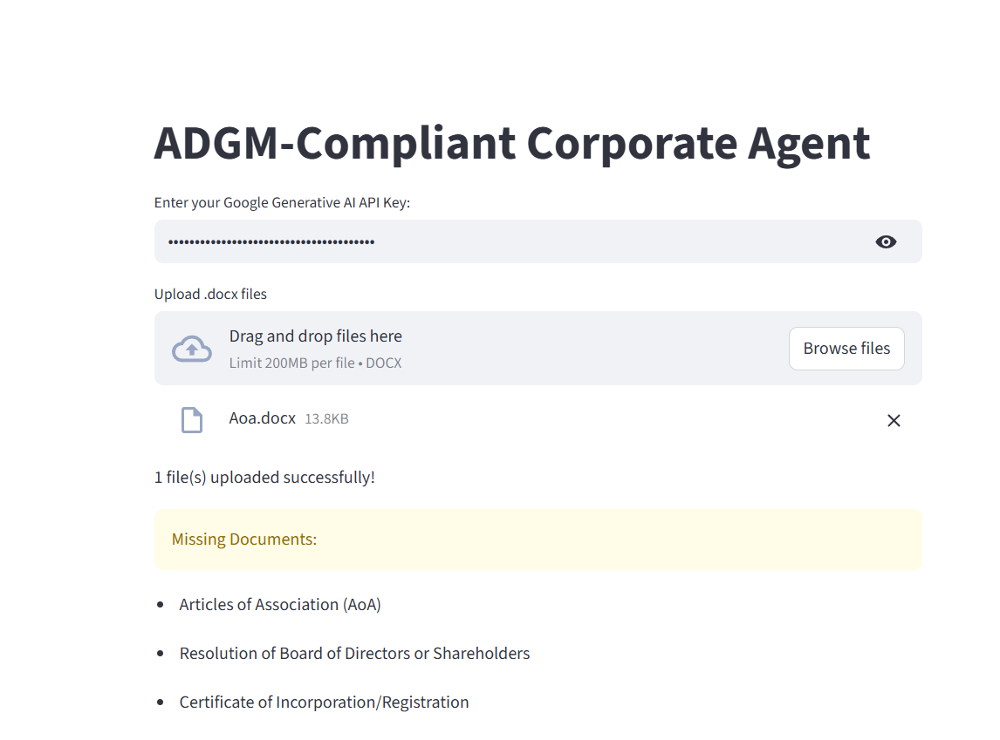 ADGM-Compliant Corporate Agent
Enter your Google Generative AI API Key:
••••••••••••••••••••••••••••••••••••••
Upload .docx files
Drag and drop files here
Limit 200MB per file • DOCX
Browse files
Aoa.docx 13.8KB
1 file(s) uploaded successfully!
Missing Documents:
• Articles of Association (AoA)
• Resolution of Board of Directors or Shareholders
• Certificate of Incorporation/Registration